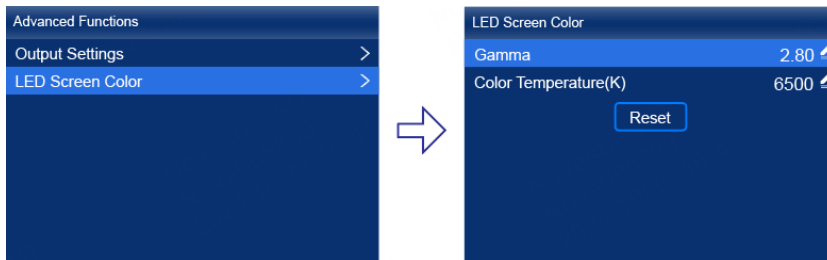 Advanced Functions
Output Settings
LED Screen Color
LED Screen Color
Gamma 2.80
Color Temperature(K) 6500
Reset